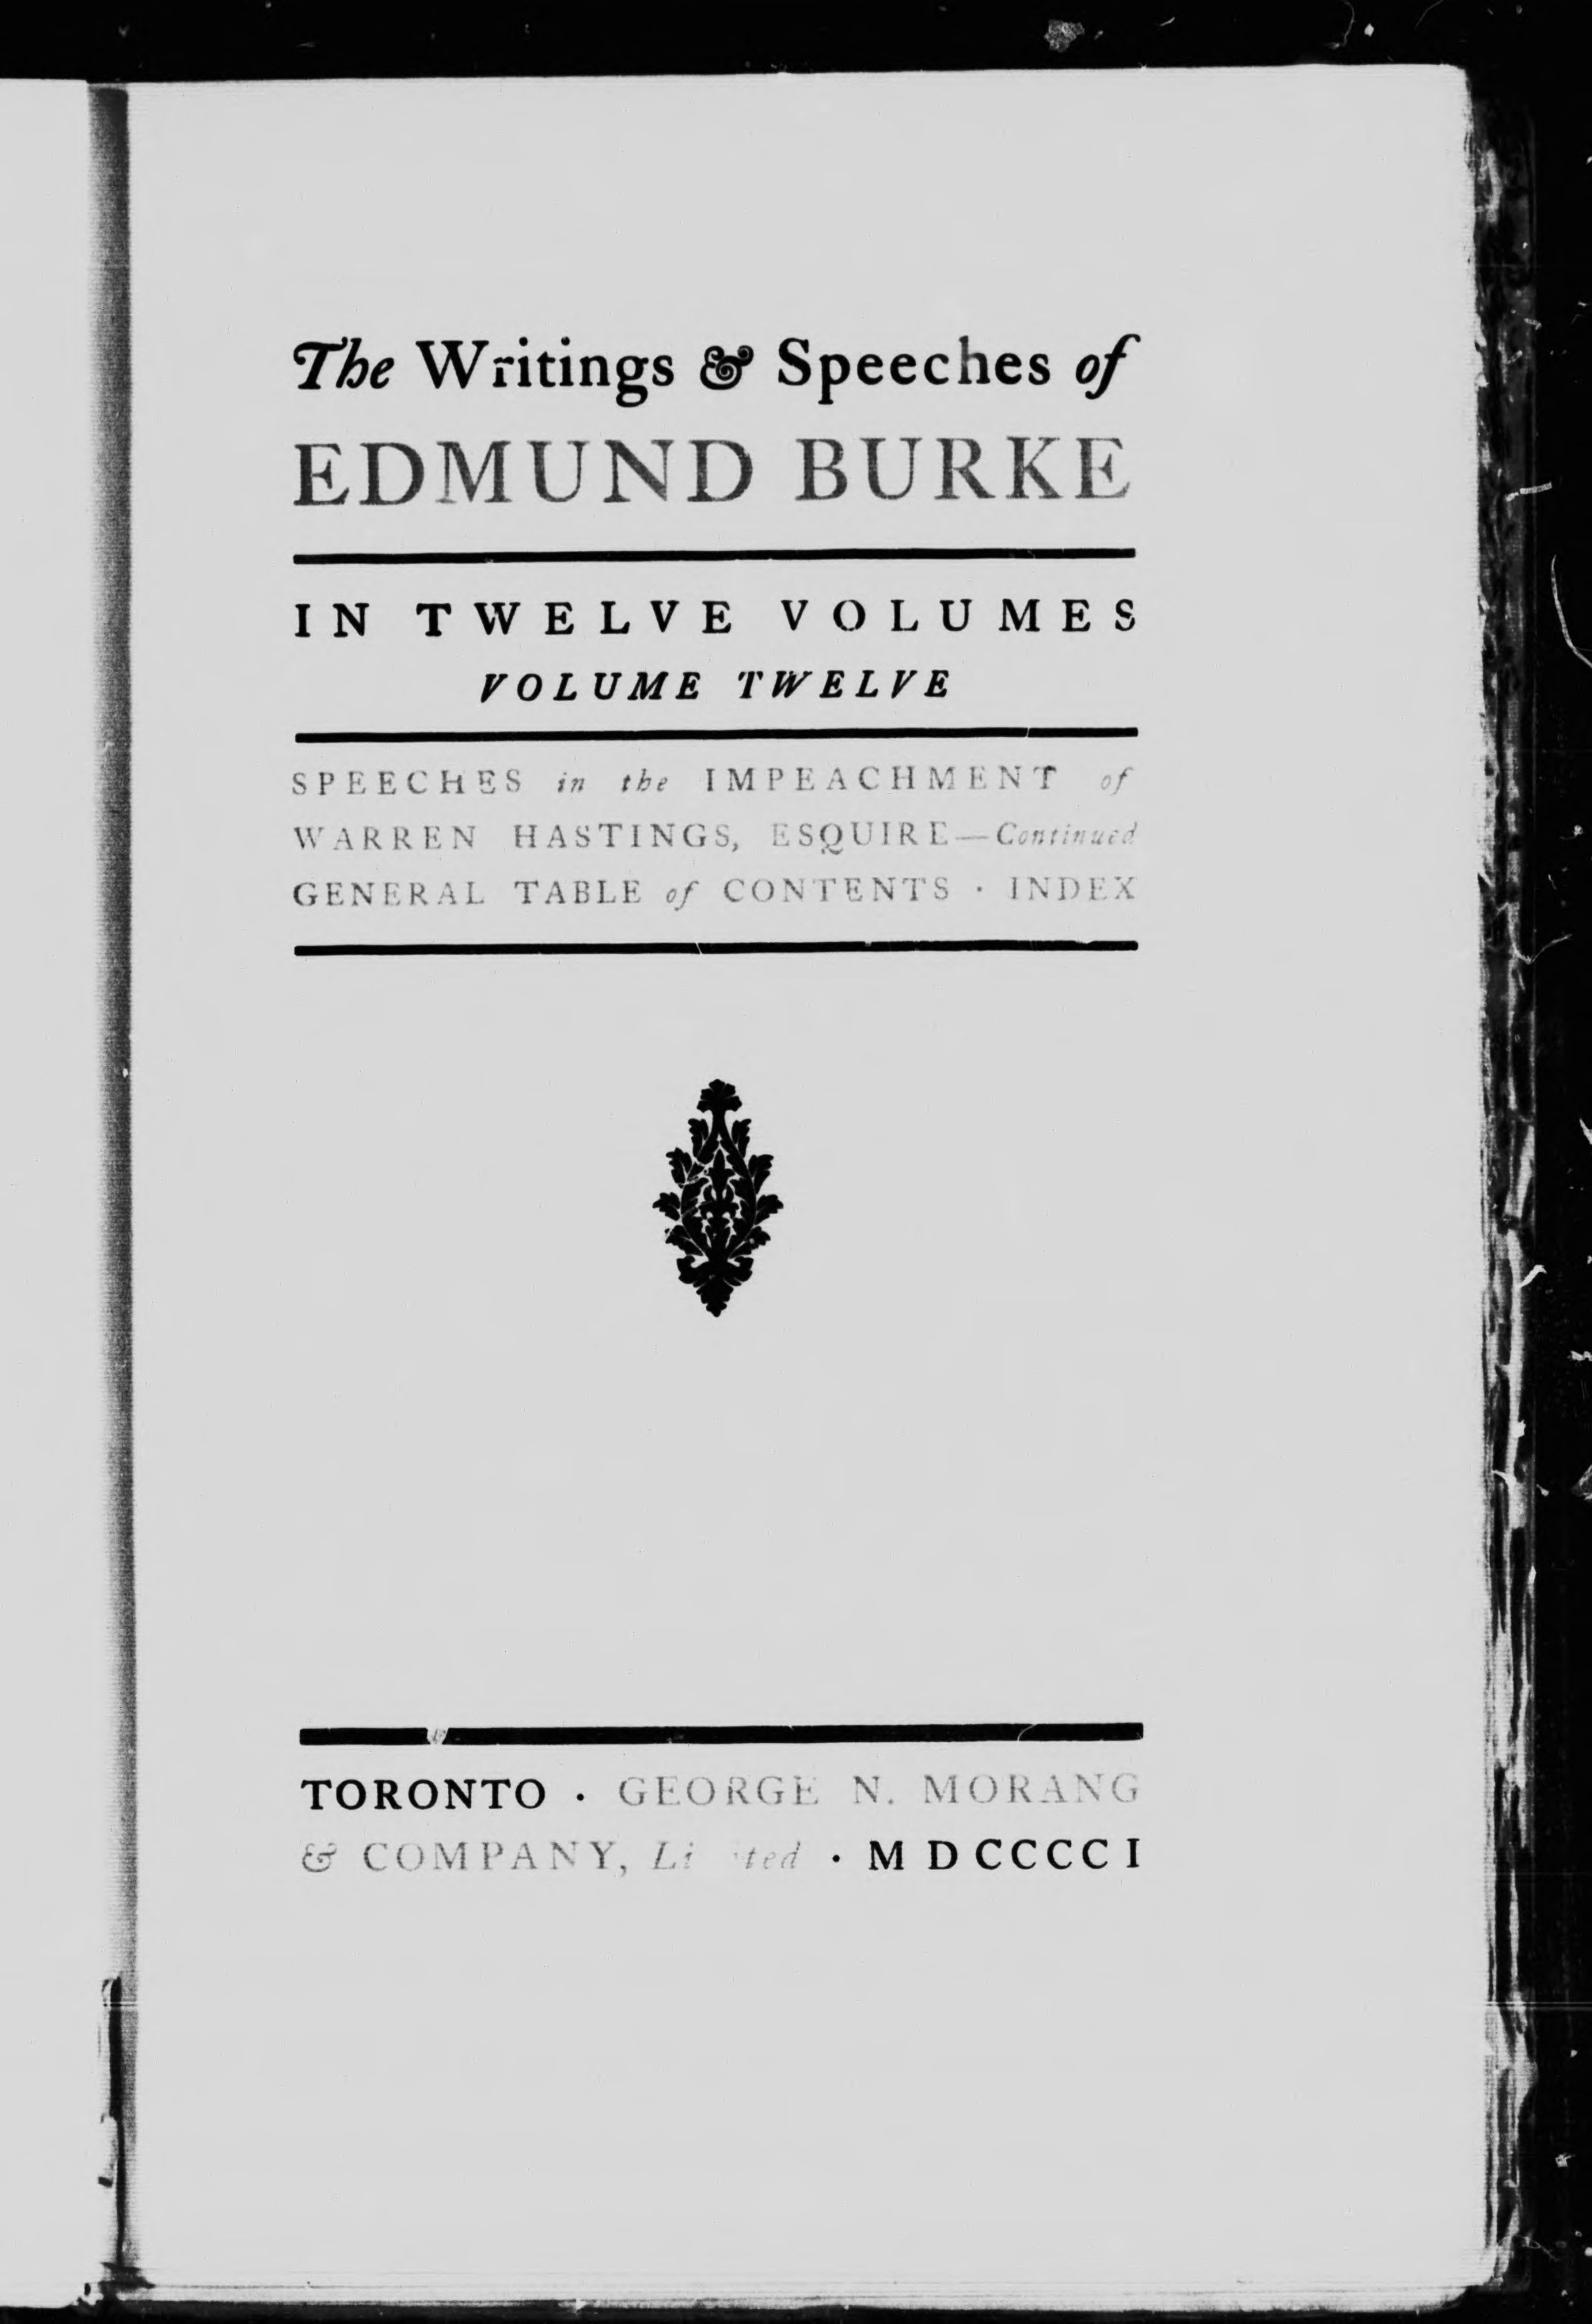 The Writings & Speeches of
EDMUND BURKE
IN TWELVE VOLUMES
VOLUME TWELVE
SPEECHES in the IMPEACHMENT of
WARREN HASTINGS, ESQUIRE—Continued
GENERAL TABLE of CONTENTS · INDEX
TORONTO · GEORGE N. MORANG
& COMPANY, · MDCCCCI